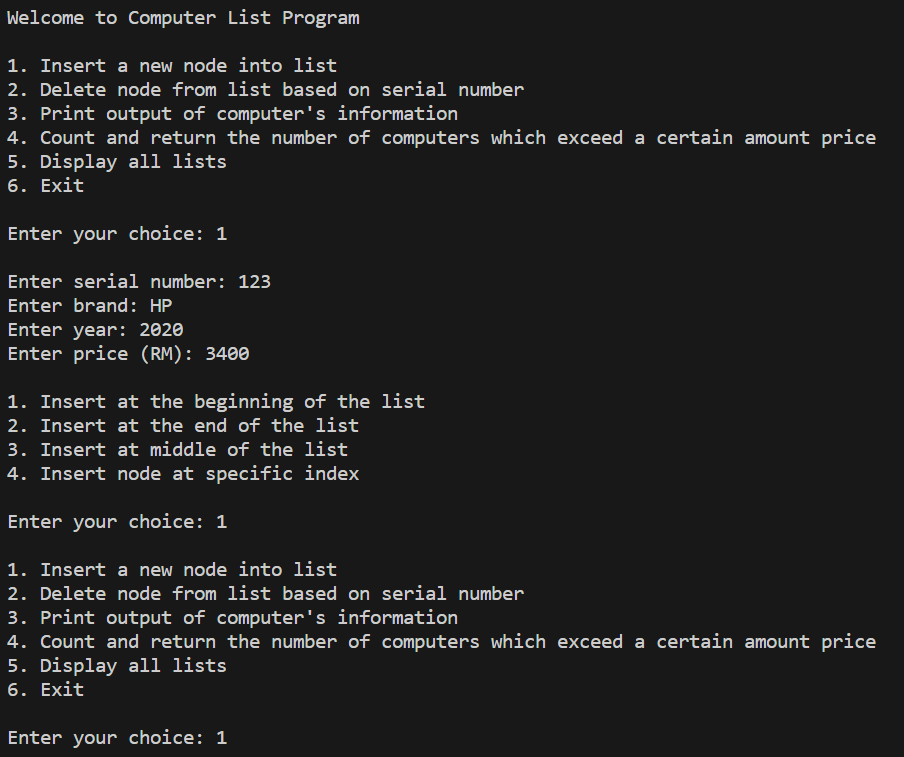 Welcome to Computer List Program
1. Insert a new node into list
2. Delete node from list based on serial number
3. Print output of computer's information
4. Count and return the number of computers which exceed a certain amount price
5. Display all lists
6. Exit
Enter your choice: 1
Enter serial number: 123
Enter brand: HP
Enter year: 2020
Enter price (RM): 3400
1. Insert at the beginning of the list
2. Insert at the end of the list
3. Insert at middle of the list
4. Insert node at specific index
Enter your choice: 1
1. Insert a new node into list
2. Delete node from list based on serial number
3. Print output of computer's information
4. Count and return the number of computers which exceed a certain amount price
5. Display all lists
6. Exit
Enter your choice: 1